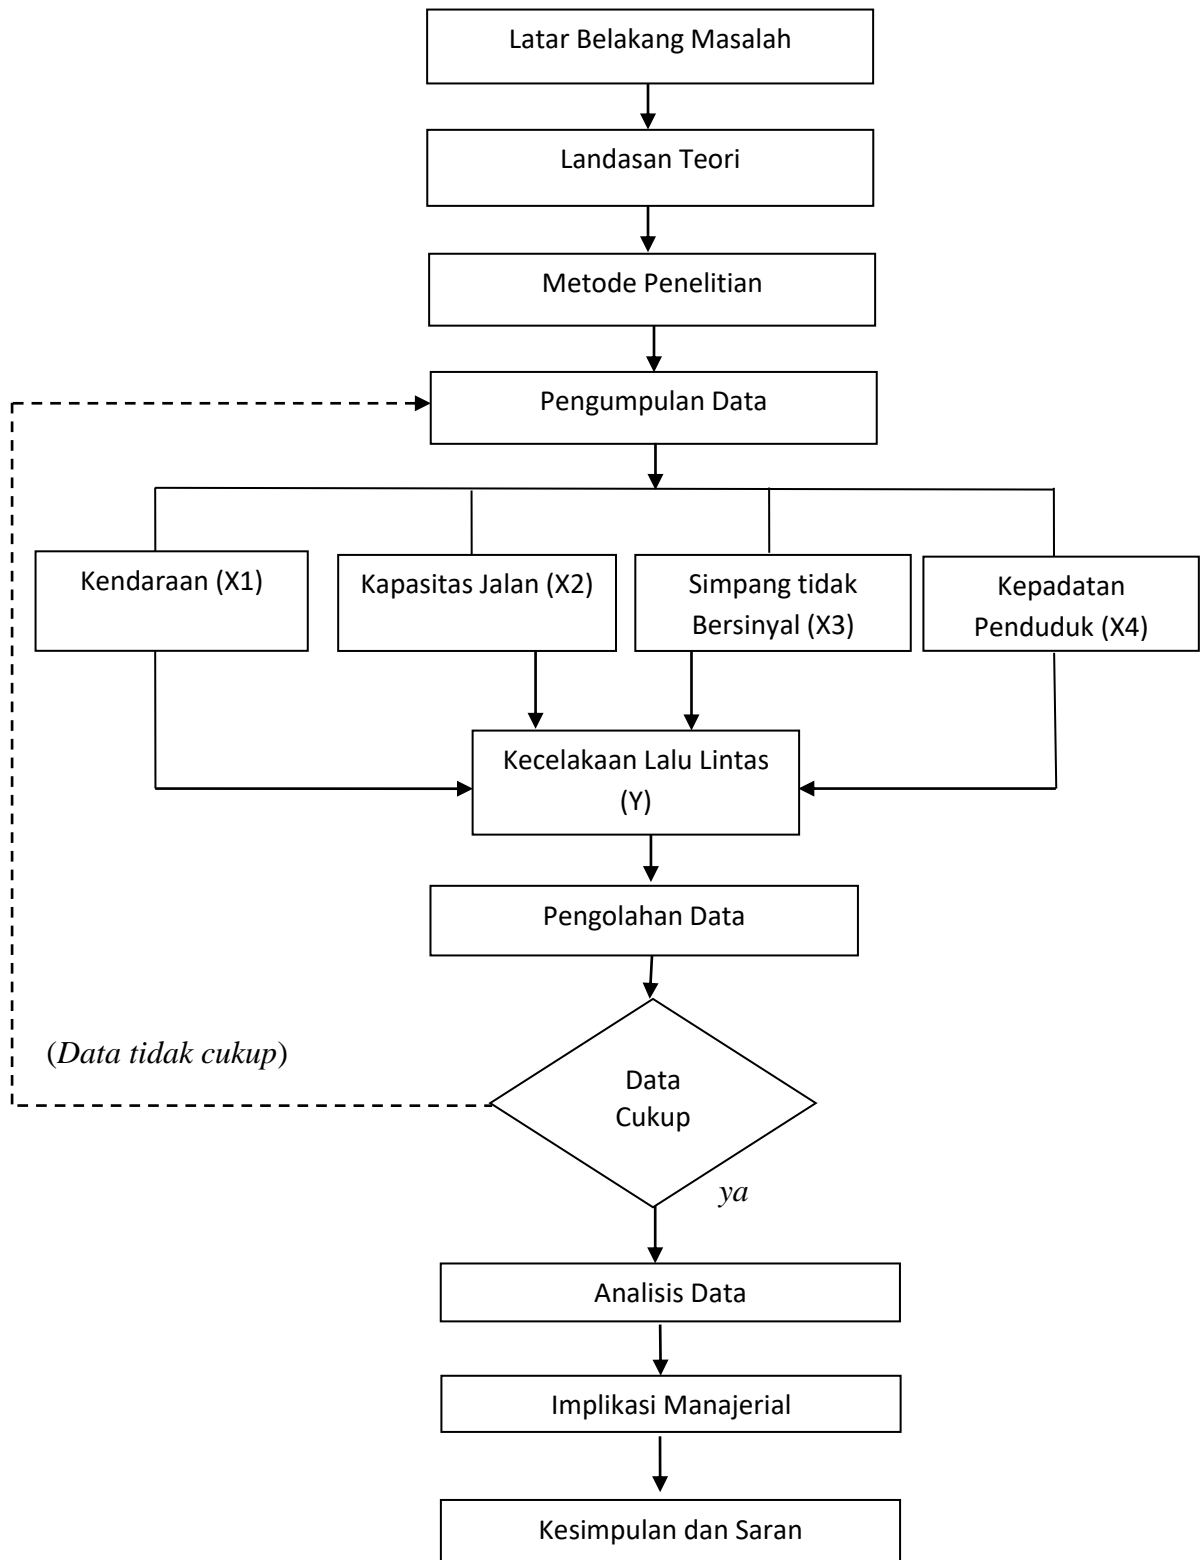 Latar Belakang Masalah
Landasan Teori
Metode Penelitian
Pengumpulan Data
Kendaraan (X1)
Kapasitas Jalan (X2)
Simpang tidak
Bersinyal (X3)
Kepadatan
Penduduk (X4)
Kecelakaan Lalu Lintas
(Y)
Pengolahan Data
(Data tidak cukup)
Data
Cukup
ya
Analisis Data
Implikasi Manajerial
Kesimpulan dan Saran